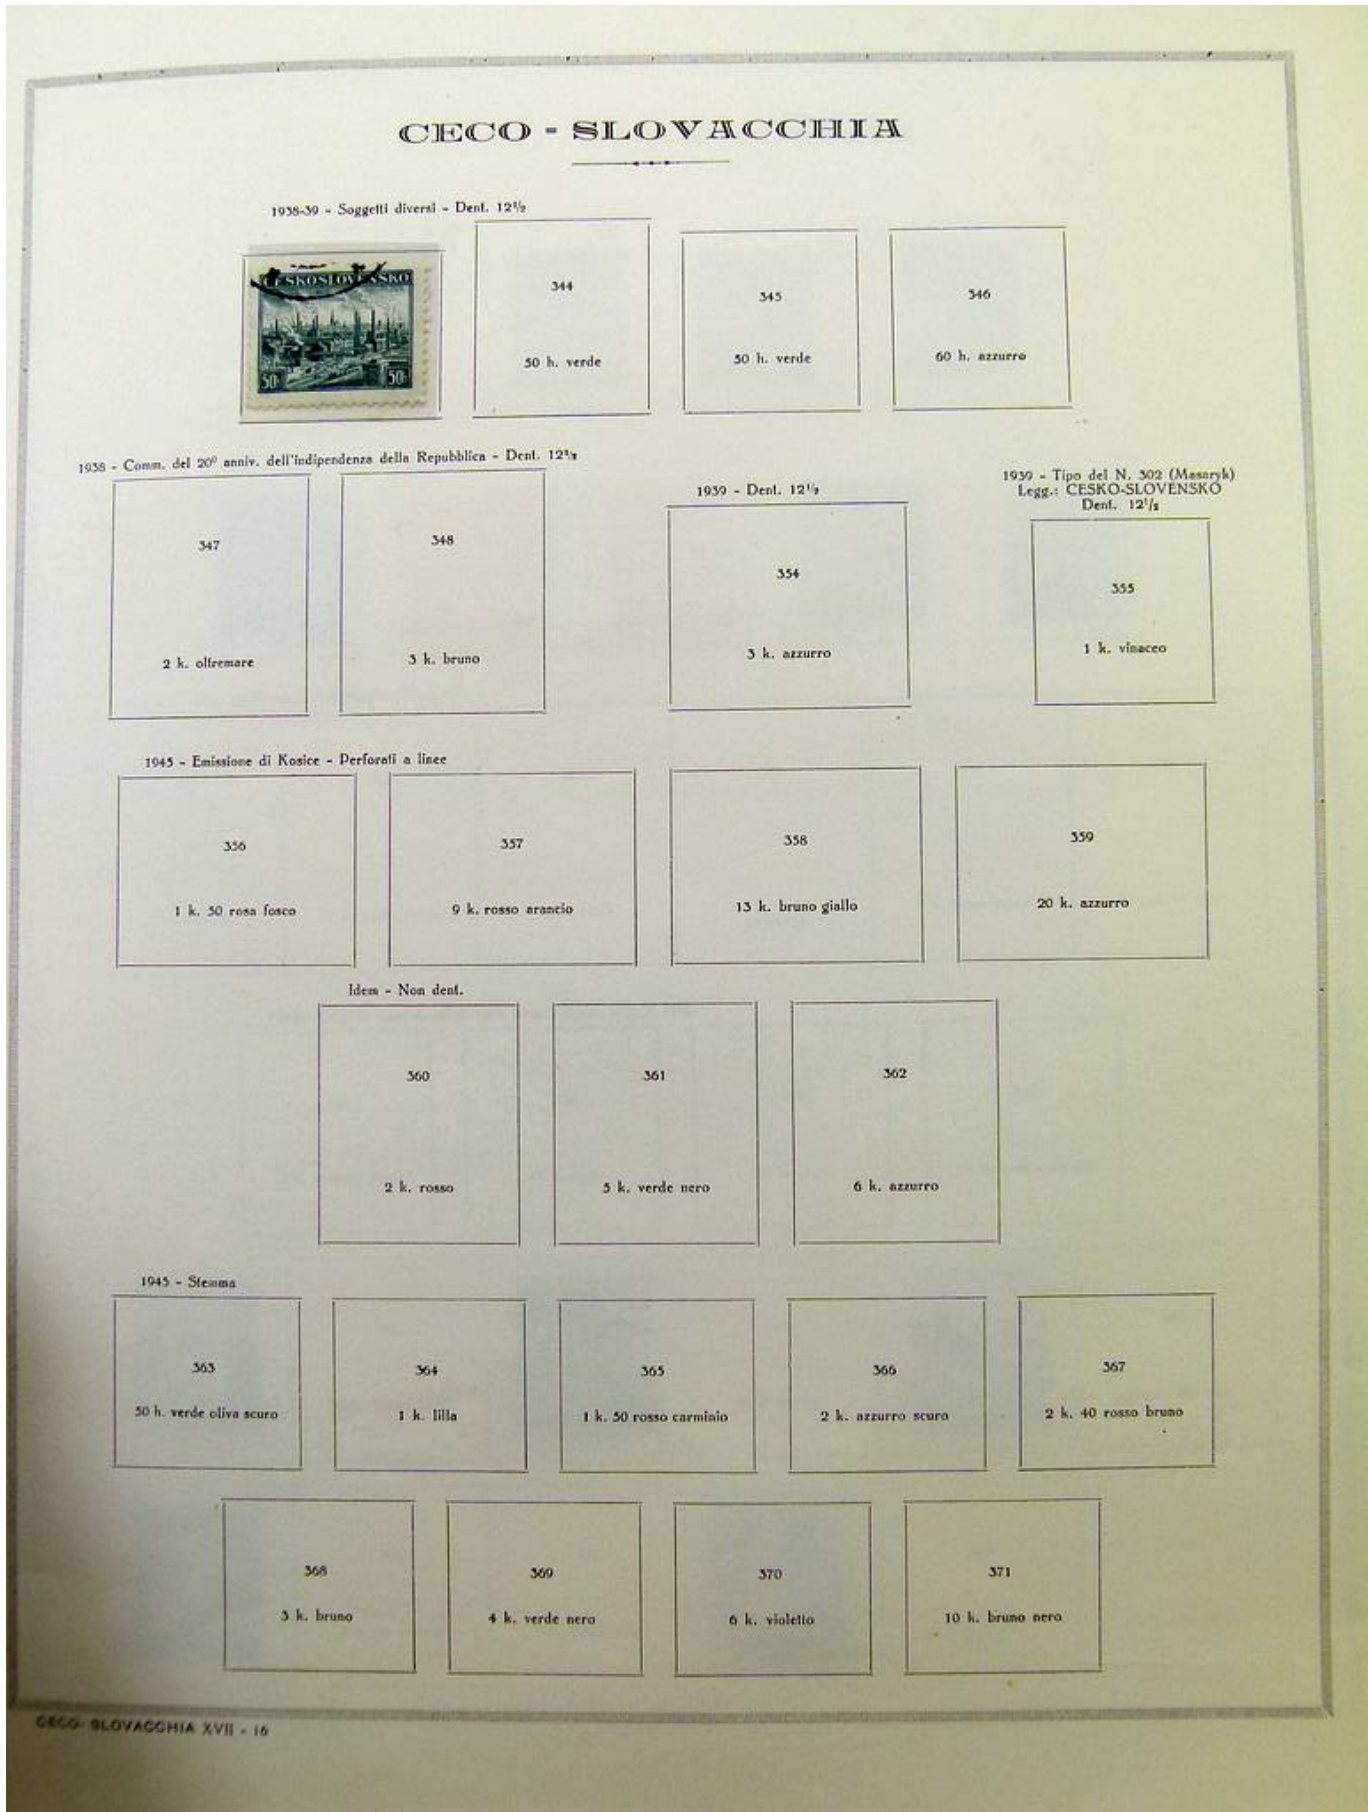 CECO - SLOVACCHIA
1938-39 - Soggetti diversi - Dent. 12½
ČESKOSLOVENSKO
50h 50h
344
50 h. verde
345
50 h. verde
346
60 h. azzurro
1938 - Comm. del 20º anniv. dell'indipendenza della Repubblica - Dent. 12½
347
2 k. oltremare
348
3 k. bruno
1939 - Dent. 12½
354
3 k. azzurro
1939 - Tipo del N. 302 (Masaryk)
Legg.: CESKO-SLOVENSKO
Dent. 12½
355
1 k. vinaceo
1945 - Emissione di Kosice - Perforati a linee
356
1 k. 50 rosa fosco
357
9 k. rosso arancio
358
13 k. bruno giallo
359
20 k. azzurro
Idem - Non dent.
360
2 k. rosso
361
5 k. verde nero
362
6 k. azzurro
1945 - Stemma
363
50 h. verde oliva scuro
364
1 k. lilla
365
1 k. 50 rosso carminio
366
2 k. azzurro scuro
367
2 k. 40 rosso bruno
368
3 k. bruno
369
4 k. verde nero
370
6 k. violetto
371
10 k. bruno nero
CECO-SLOVACCHIA XVII - 16